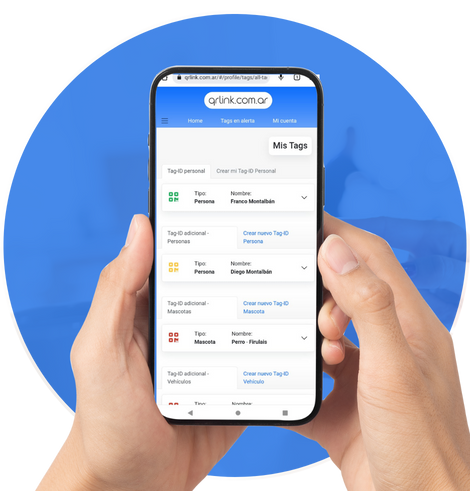 qrlink.com.ar/#/profile/tags/all-ta
qrlink.com.ar
Home Tags en alerta Mi cuenta
Mis Tags
Tag-ID personal Crear mi Tag-ID Personal
Tipo: Nombre:
Persona Franco Montalbán
Tag-ID adicional - Crear nuevo Tag-ID
Personas Persona
Tipo: Nombre:
Persona Diego Montalbán
Tag-ID adicional - Crear nuevo Tag-ID
Mascotas Mascota
Tipo: Nombre:
Mascota Perro - Firulais
Tag-ID adicional - Crear nuevo Tag-ID
Vehículos Vehículo
Tipo: Nombre: